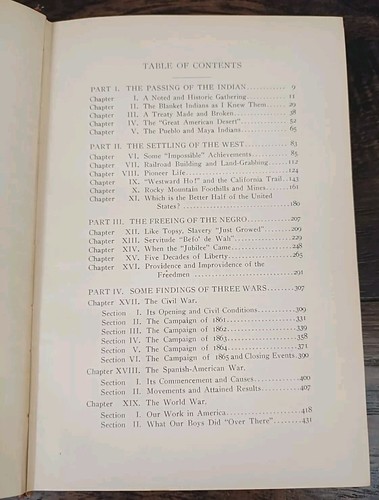 TABLE OF CONTENTS
PART I. THE PASSING OF THE INDIAN ........... 9
Chapter I. A Noted and Historic Gathering ........... 11
Chapter II. The Blanket Indians as I Knew Them ........... 29
Chapter III. A Treaty Made and Broken ........... 38
Chapter IV. The "Great American Desert" ........... 52
Chapter V. The Pueblo and Maya Indians ........... 65
PART II. THE SETTLING OF THE WEST ........... 83
Chapter VI. Some "Impossible" Achievements ........... 85
Chapter VII. Railroad Building and Land-Grabbing ........... 112
Chapter VIII. Pioneer Life ........... 124
Chapter IX. "Westward Ho!" and the California Trail .... 143
Chapter X. Rocky Mountain Foothills and Mines ........... 161
Chapter XI. Which is the Better Half of the United
States? ........... 180
PART III. THE FREEING OF THE NEGRO ........... 207
Chapter XII. Like Topsy, Slavery "Just Growed" ........... 209
Chapter XIII. Servitude "Befo' de Wah" ........... 229
Chapter XIV. When the "Jubilee" Came ........... 248
Chapter XV. Five Decades of Liberty ........... 265
Chapter XVI. Providence and Improvidence of the
Freedmen ........... 291
PART IV. SOME FINDINGS OF THREE WARS ........... 307
Chapter XVII. The Civil War.
Section I. Its Opening and Civil Conditions ........... 309
Section II. The Campaign of 1861 ........... 331
Section III. The Campaign of 1862 ........... 339
Section IV. The Campaign of 1863 ........... 358
Section V. The Campaign of 1864 ........... 371
Section VI. The Campaign of 1865 and Closing Events. 390
Chapter XVIII. The Spanish-American War.
Section I. Its Commencement and Causes ........... 400
Section II. Movements and Attained Results ........... 407
Chapter XIX. The World War.
Section I. Our Work in America ........... 418
Section II. What Our Boys Did "Over There" ........... 431